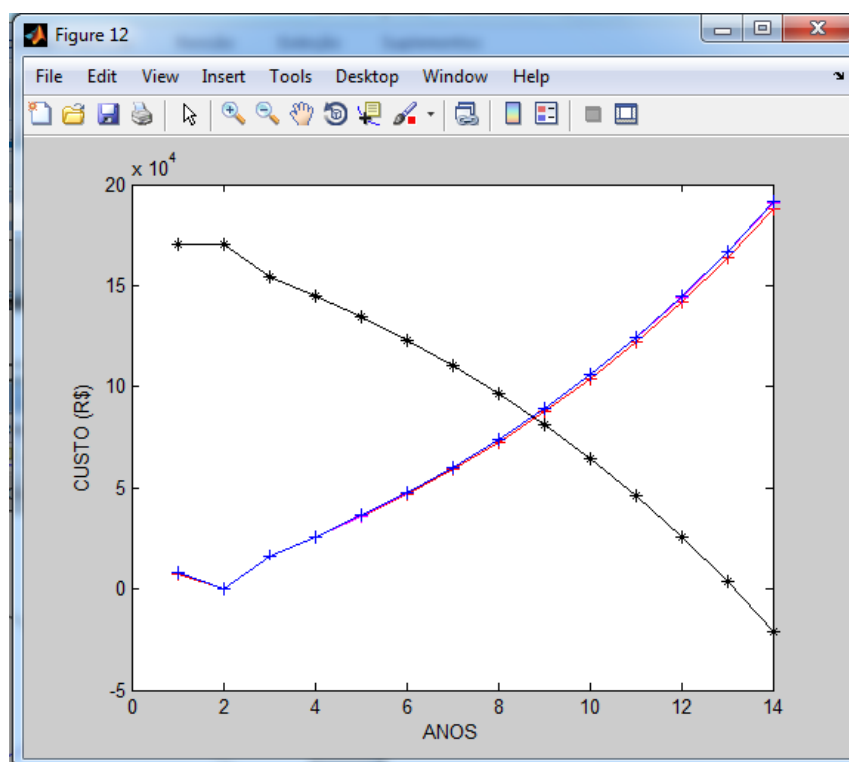 Figure 12
File Edit View Insert Tools Desktop Window Help
x 10^4
20
15
10
5
0
-5
CUSTO (R$)
0 2 4 6 8 10 12 14
ANOS